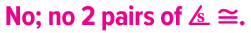 No; no 2 pairs of ∡s ≅.